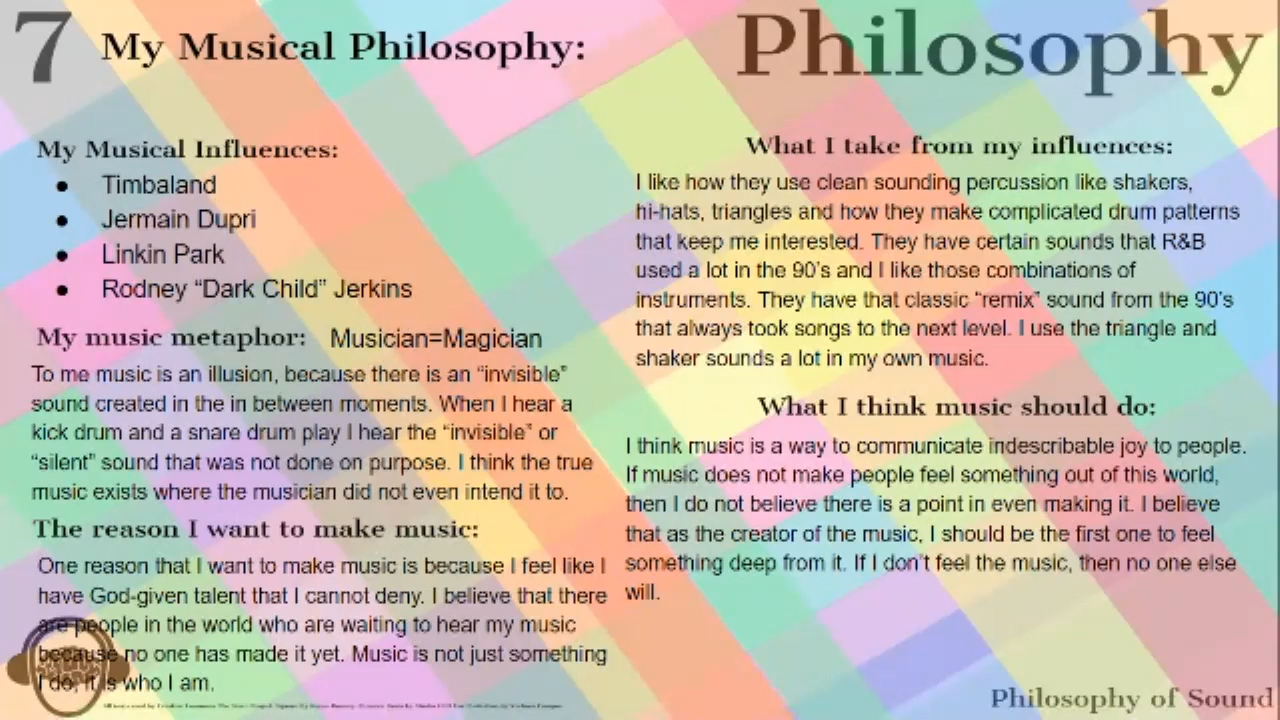 7 My Musical Philosophy:
Philosophy
My Musical Influences:
● Timbaland
● Jermain Dupri
● Linkin Park
● Rodney “Dark Child” Jerkins
My music metaphor: Musician=Magician
To me music is an illusion, because there is an “invisible”
sound created in the in between moments. When I hear a
kick drum and a snare drum play I hear the “invisible” or
“silent” sound that was not done on purpose. I think the true
music exists where the musician did not even intend it to.
The reason I want to make music:
One reason that I want to make music is because I feel like I
have God-given talent that I cannot deny. I believe that there
are people in the world who are waiting to hear my music
because no one has made it yet. Music is not just something
I do, it is who I am.
What I take from my influences:
I like how they use clean sounding percussion like shakers,
hi-hats, triangles and how they make complicated drum patterns
that keep me interested. They have certain sounds that R&B
used a lot in the 90’s and I like those combinations of
instruments. They have that classic “remix” sound from the 90’s
that always took songs to the next level. I use the triangle and
shaker sounds a lot in my own music.
What I think music should do:
I think music is a way to communicate indescribable joy to people.
If music does not make people feel something out of this world,
then I do not believe there is a point in even making it. I believe
that as the creator of the music, I should be the first one to feel
something deep from it. If I don’t feel the music, then no one else
will.
Philosophy of Sound